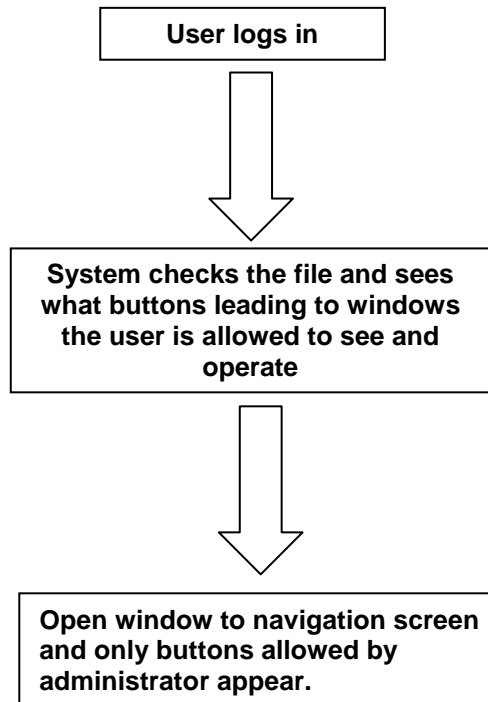 User logs in
System checks the file and sees
what buttons leading to windows
the user is allowed to see and
operate
Open window to navigation screen
and only buttons allowed by
administrator appear.